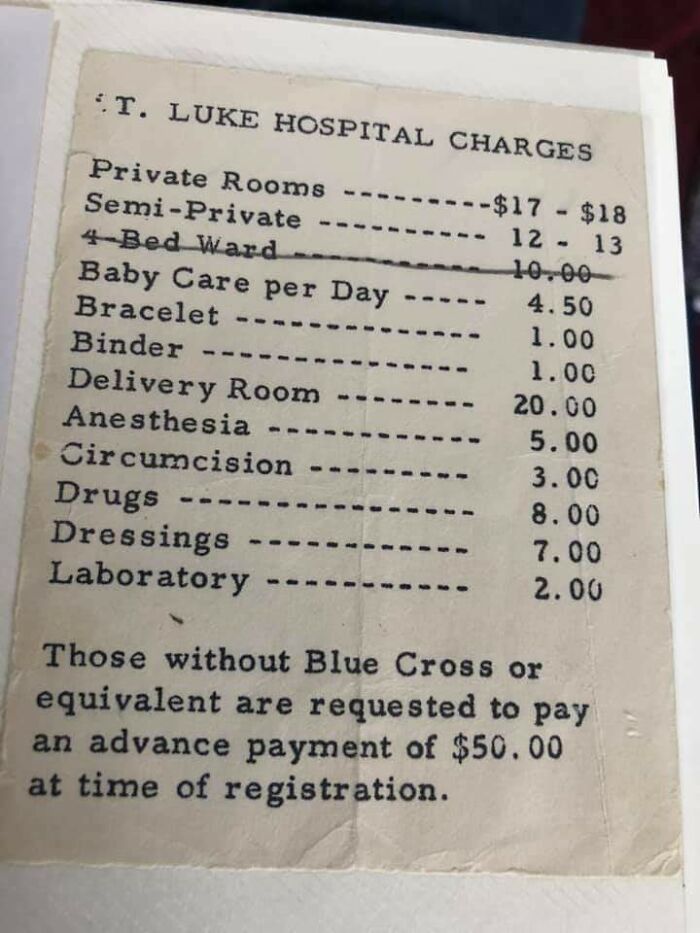 T. LUKE HOSPITAL CHARGES
Private Rooms ---------$17 - $18
Semi-Private ---------- 12 - 13
4-Bed Ward ----------- 10.00
Baby Care per Day ----- 4.50
Bracelet -------------- 1.00
Binder --------------- 1.00
Delivery Room -------- 20.00
Anesthesia ------------ 5.00
Circumcision --------- 3.00
Drugs ---------------- 8.00
Dressings ------------ 7.00
Laboratory ----------- 2.00
Those without Blue Cross or
equivalent are requested to pay
an advance payment of $50.00
at time of registration.